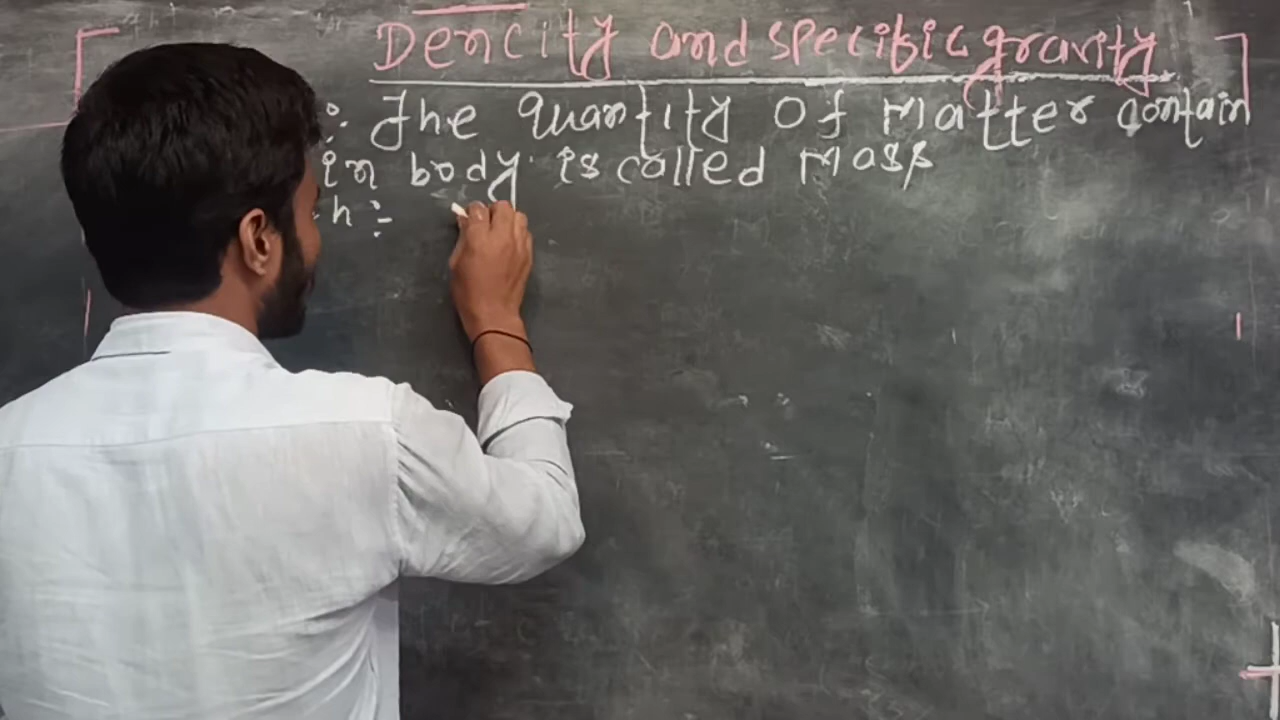 Dencity and specific gravity
:- The quantity of Matter contain
in body is called Mass
h :-